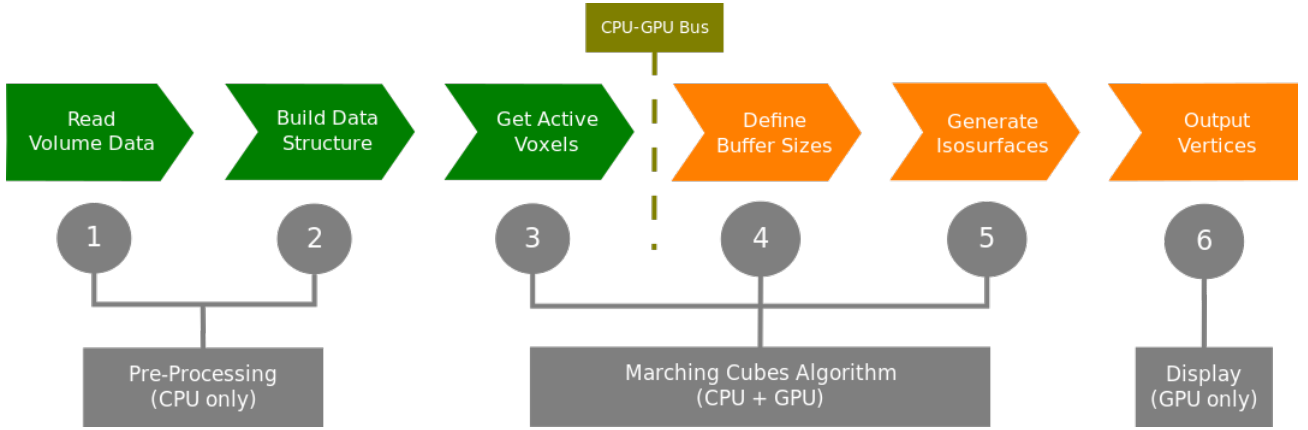 CPU-GPU Bus
Read
Volume Data
Build Data
Structure
Get Active
Voxels
Define
Buffer Sizes
Generate
Isosurfaces
Output
Vertices
1
2
3
4
5
6
Pre-Processing
(CPU only)
Marching Cubes Algorithm
(CPU + GPU)
Display
(GPU only)